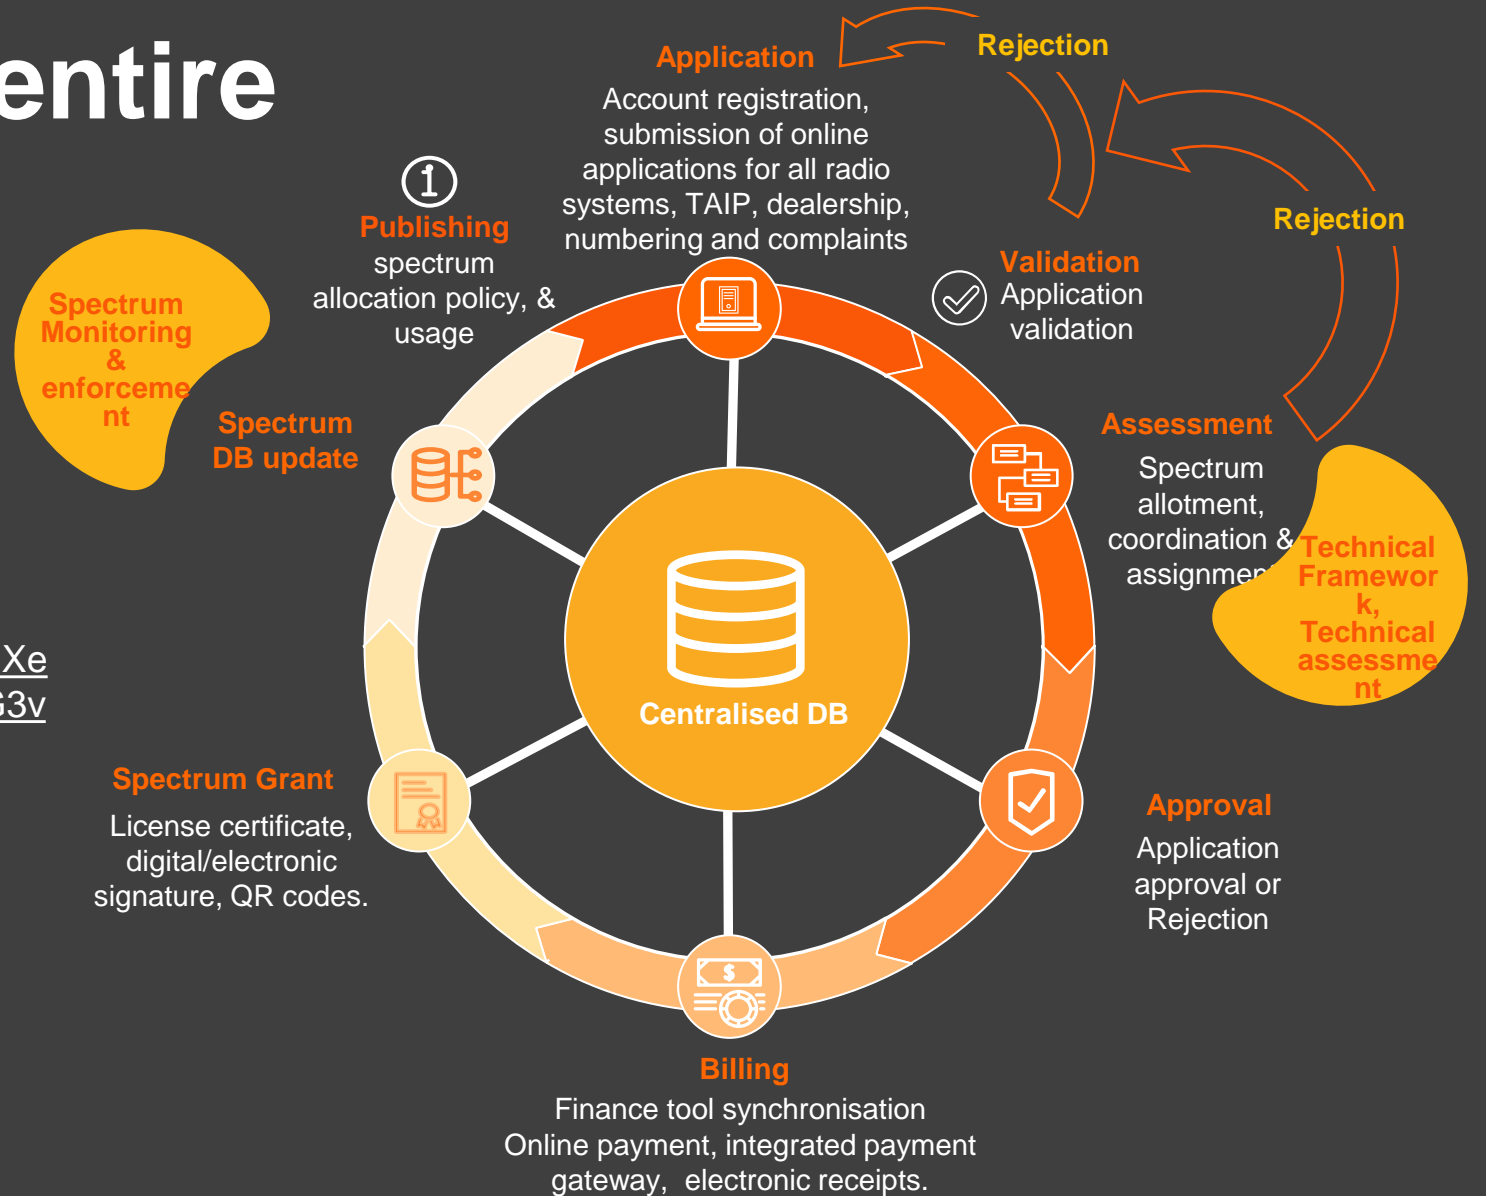 entire
Rejection
Application
Account registration,
submission of online
applications for all radio
systems, TAIP, dealership,
numbering and complaints
1
Publishing
spectrum
allocation policy, &
usage
Rejection
Validation
Application
validation
Spectrum
Monitoring
&
enforceme
nt
Spectrum
DB update
Assessment
Spectrum
allotment,
coordination &
assignment
Technical
Framewor
k,
Technical
assessme
nt
Xe
G3v
Centralised DB
Spectrum Grant
License certificate,
digital/electronic
signature, QR codes.
Approval
Application
approval or
Rejection
$
Billing
Finance tool synchronisation
Online payment, integrated payment
gateway, electronic receipts.